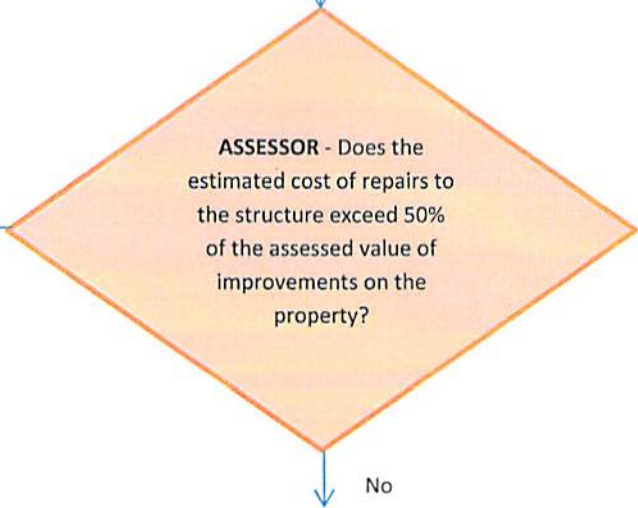 ASSESSOR - Does the
estimated cost of repairs to
the structure exceed 50%
of the assessed value of
improvements on the
property?
No